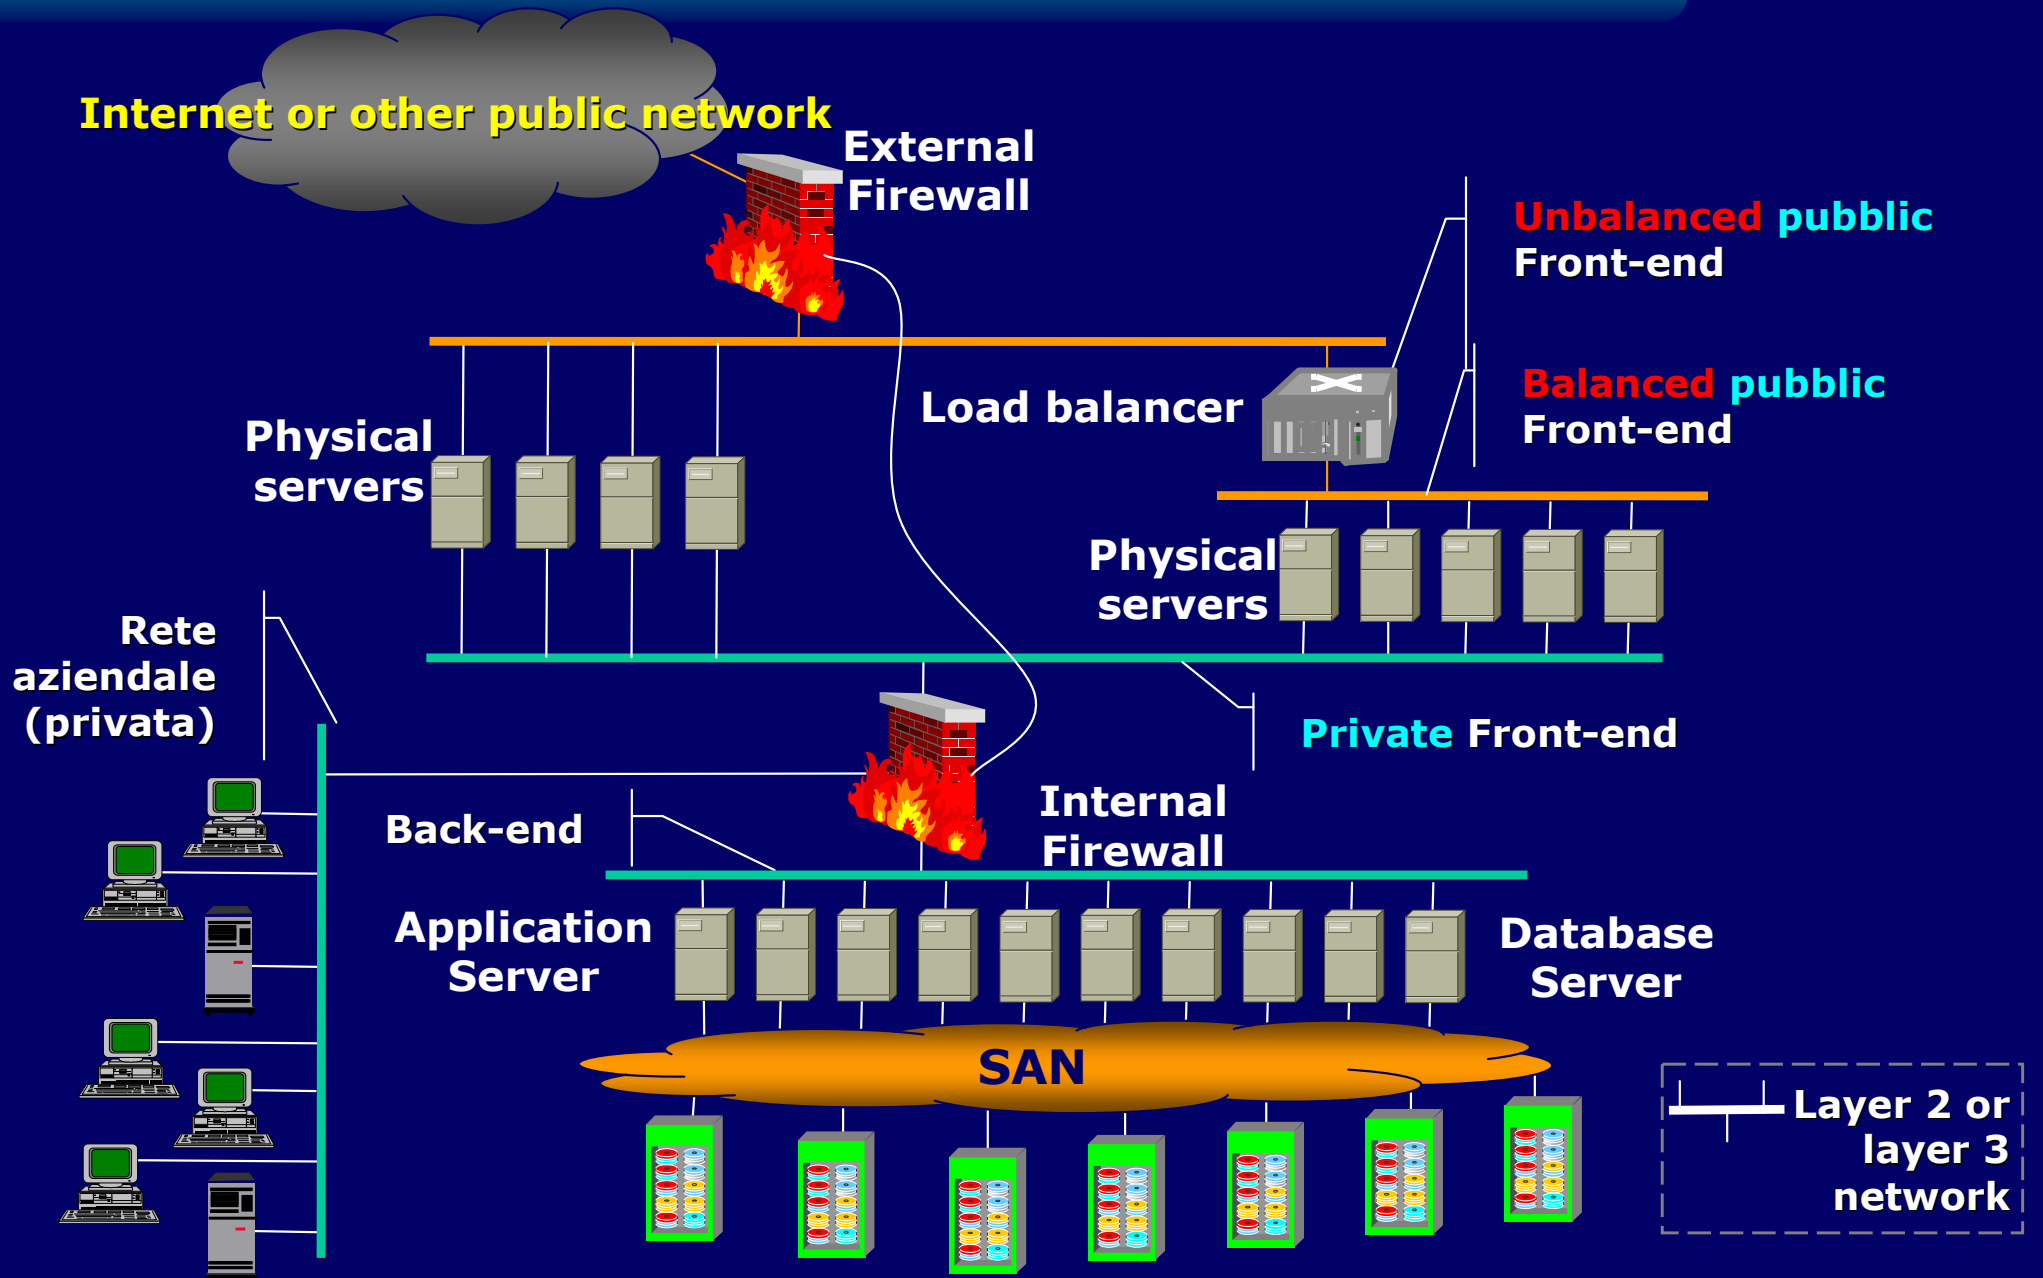 Internet or other public network
External
Firewall
Unbalanced pubblic
Front-end
Load balancer
Balanced pubblic
Front-end
Physical
servers
Physical
servers
Rete
aziendale
(privata)
Private Front-end
Internal
Firewall
Back-end
Application
Server
Database
Server
SAN
Layer 2 or
layer 3
network